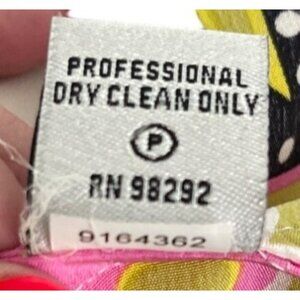 PROFESSIONAL
DRY CLEAN ONLY
P
RN 98292
9164362